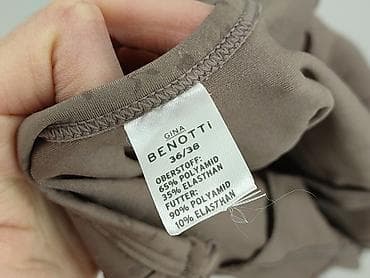 GINA
BENOTTI
36/38
OBERSTOFF:
65% POLYAMID
35% ELASTHAN
FUTTER:
90% POLYAMID
10% ELASTHAN